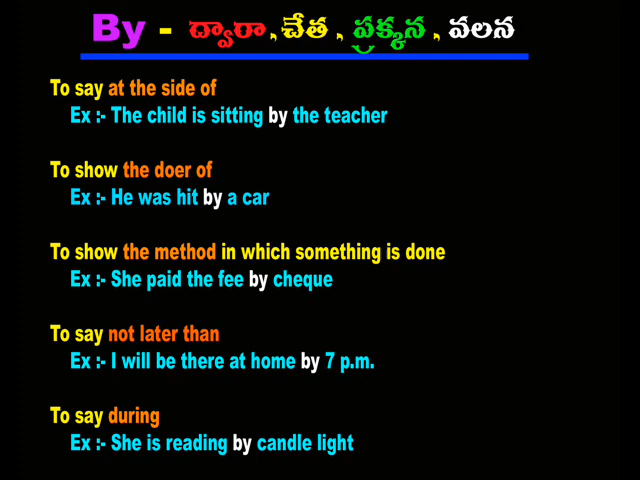 By - ద్వారా, చేత, ప్రక్కన, వలన
To say at the side of
Ex :- The child is sitting by the teacher
To show the doer of
Ex :- He was hit by a car
To show the method in which something is done
Ex :- She paid the fee by cheque
To say not later than
Ex :- I will be there at home by 7 p.m.
To say during
Ex :- She is reading by candle light